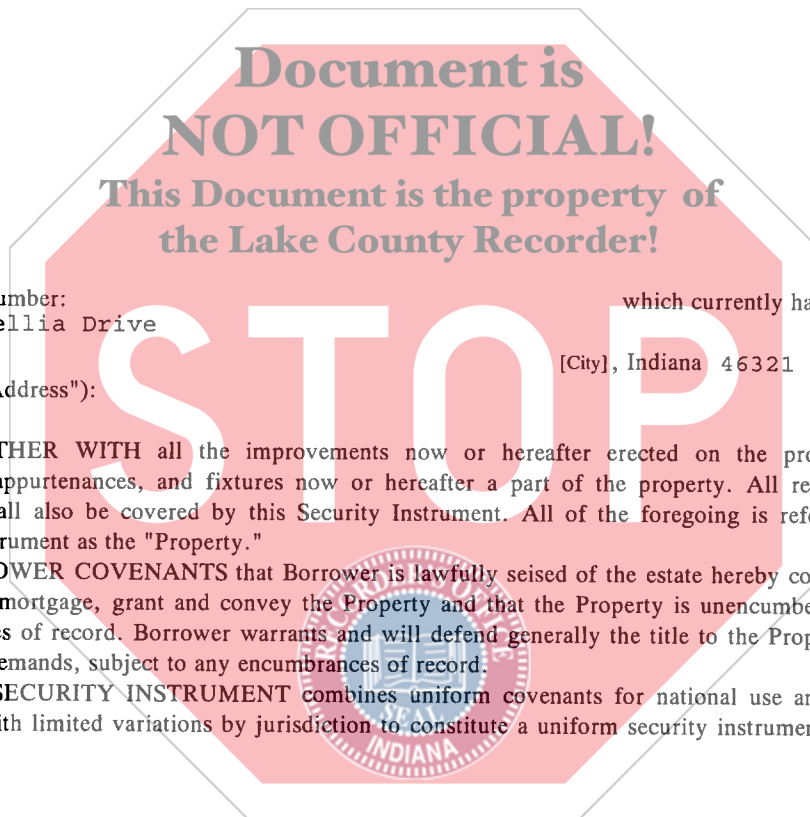 Document is
NOT OFFICIAL!
This Document is the property of
the Lake County Recorder!
umber:
which currently ha
ellia Drive
[City], Indiana 46321
Address"):
STOP
THER WITH all the improvements now or hereafter erected on the pro
appurtenances, and fixtures now or hereafter a part of the property. All re
all also be covered by this Security Instrument. All of the foregoing is refe
rument as the "Property."
OWER COVENANTS that Borrower is lawfully seised of the estate hereby co
mortgage, grant and convey the Property and that the Property is unencumbe
s of record. Borrower warrants and will defend generally the title to the Prop
emands, subject to any encumbrances of record.
SECURITY INSTRUMENT combines uniform covenants for national use an
ith limited variations by jurisdiction to constitute a uniform security instrumen
RECORDER'S OFFICE
SEAL
INDIANA